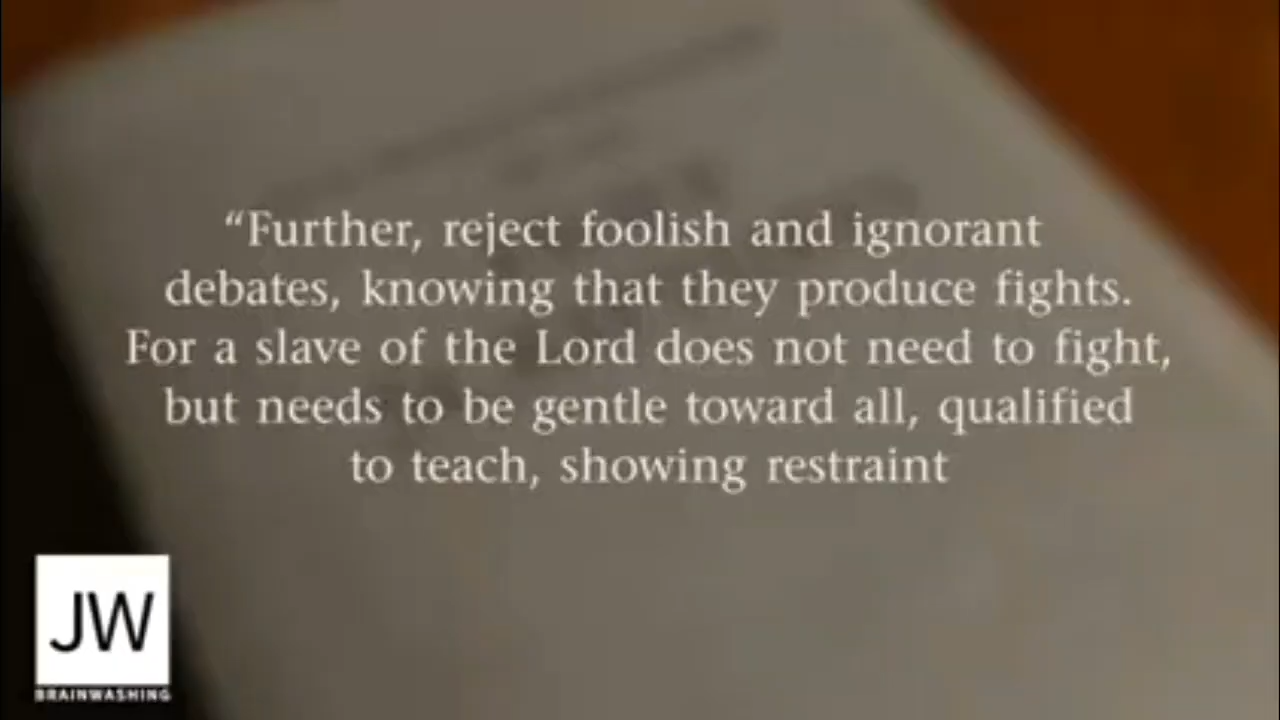 “Further, reject foolish and ignorant
debates, knowing that they produce fights.
For a slave of the Lord does not need to fight,
but needs to be gentle toward all, qualified
to teach, showing restraint
JW
BRAINWASHING